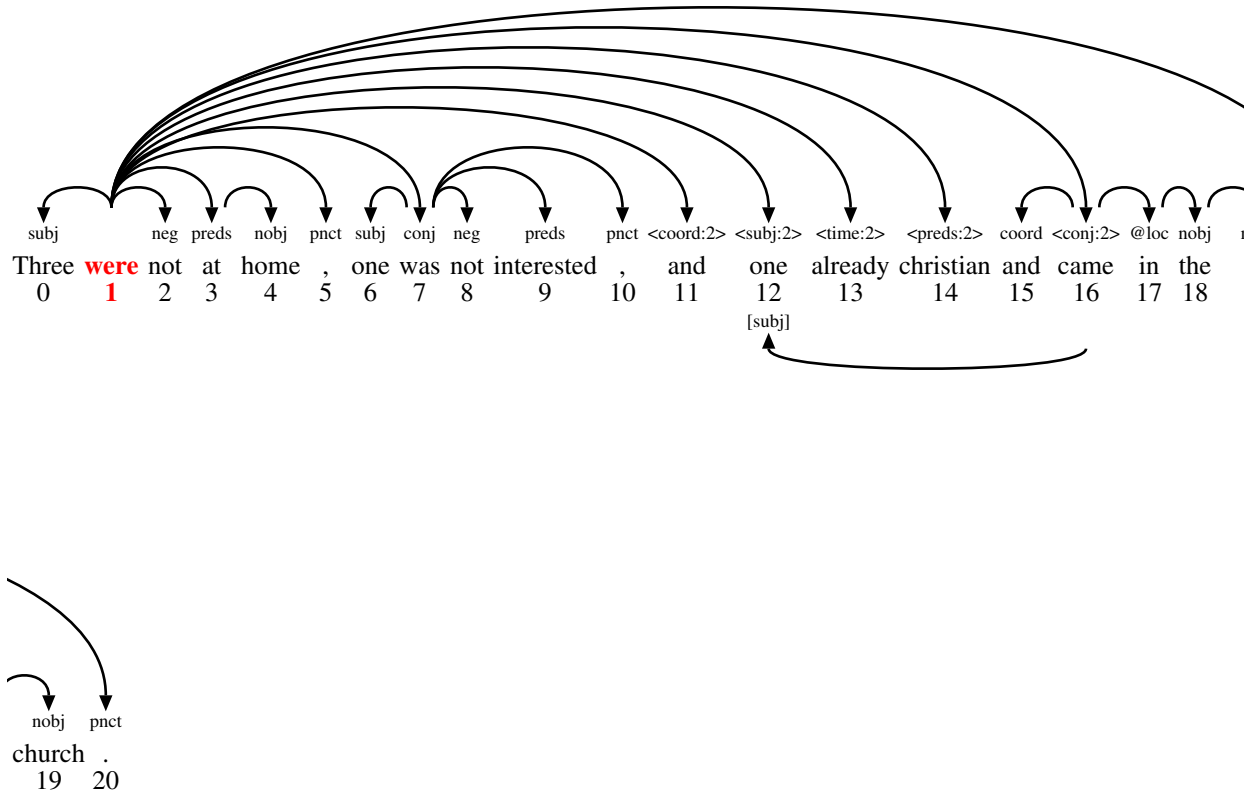 subj neg preds nobj pnct subj conj neg preds pnct <coord:2> <subj:2> <time:2> <preds:2> coord <conj:2> @loc nobj
Three were not at home , one was not interested , and one already christian and came in the
0 1 2 3 4 5 6 7 8 9 10 11 12 13 14 15 16 17 18
[subj]
nobj pnct
church .
19 20